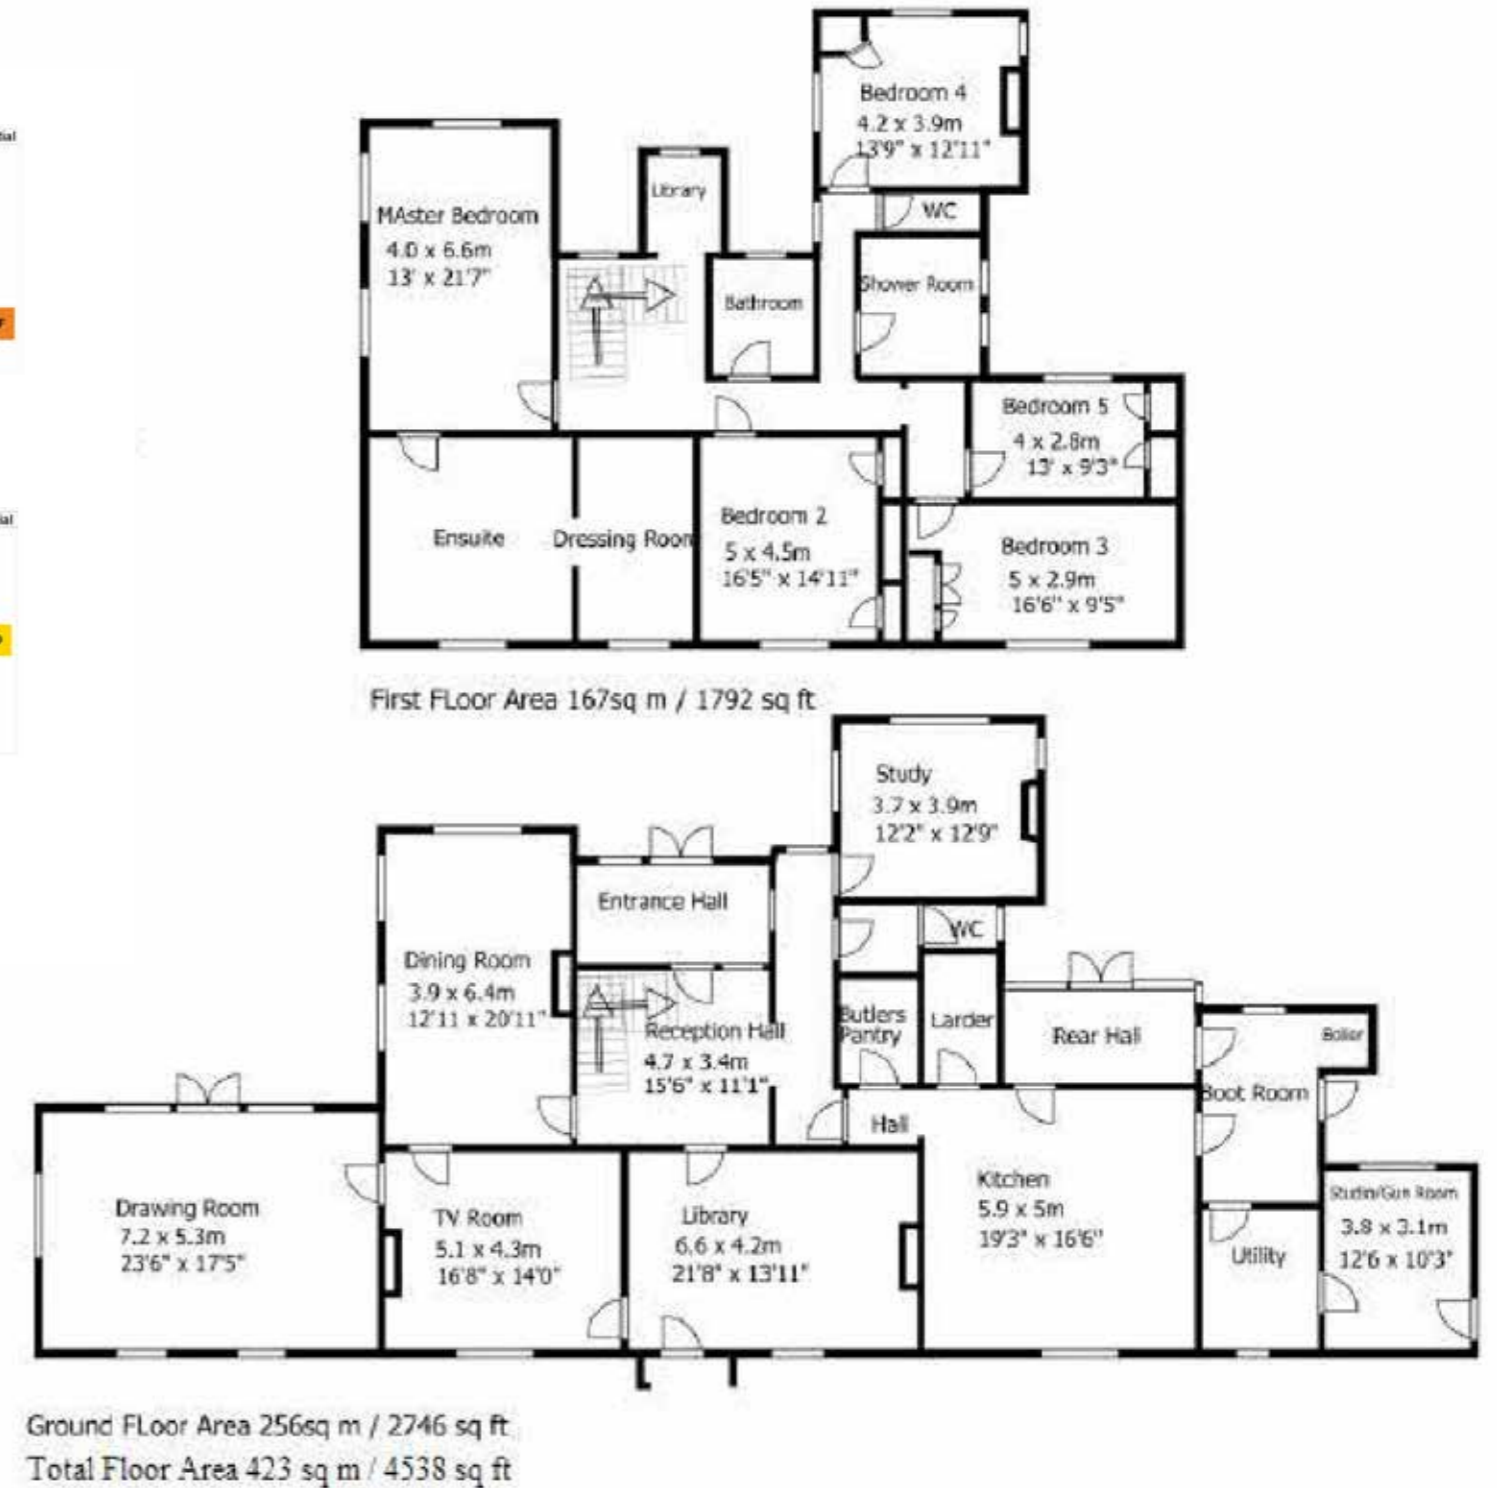 tial
Bedroom 4
4.2 x 3.9m
13'9" x 12'11"
Library
MAster Bedroom
4.0 x 6.6m
13' x 21'7"
WC
Shower Room
Bathroom
Bedroom 5
4 x 2.8m
13' x 9'3"
Ensuite
Dressing Room
Bedroom 2
5 x 4.5m
16'5" x 14'11"
Bedroom 3
5 x 2.9m
16'6" x 9'5"
ial
First FLoor Area 167sq m / 1792 sq ft
Study
3.7 x 3.9m
12'2" x 12'9"
Entrance Hall
WC
Dining Room
3.9 x 6.4m
12'11 x 20'11"
Reception Hall
4.7 x 3.4m
15'6" x 11'1"
Butlers
Pantry
Larder
Rear Hall
Boiler
Boot Room
Hall
Drawing Room
7.2 x 5.3m
23'6" x 17'5"
TV Room
5.1 x 4.3m
16'8" x 14'0"
Library
6.6 x 4.2m
21'8" x 13'11"
Kitchen
5.9 x 5m
19'3" x 16'6"
Utility
Studio/Gun Room
3.8 x 3.1m
12'6 x 10'3"
Ground FLoor Area 256sq m / 2746 sq ft
Total Floor Area 423 sq m / 4538 sq ft